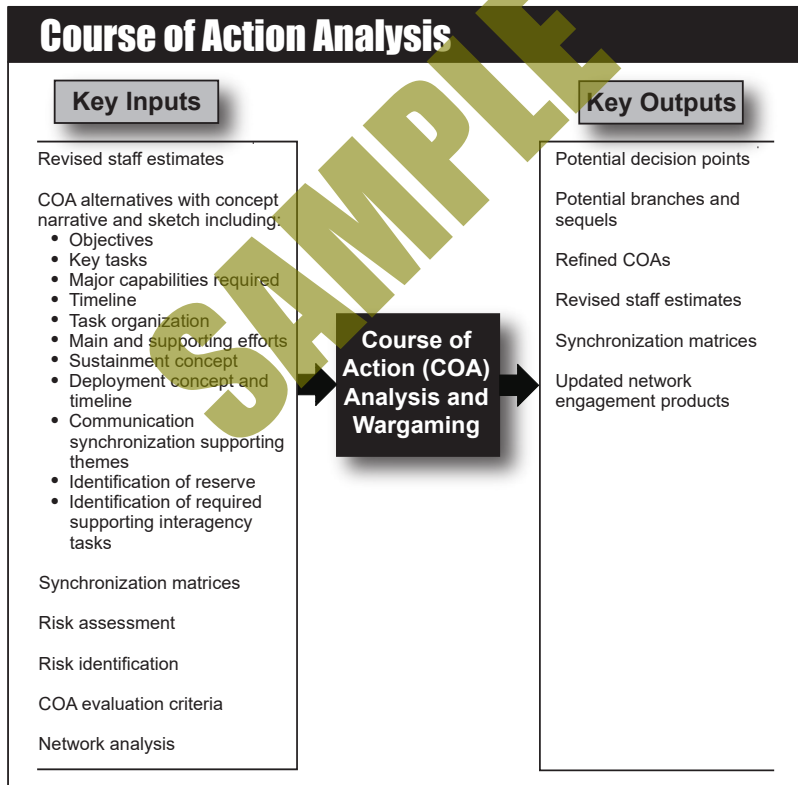 Course of Action Analysis
Key Inputs
Revised staff estimates
COA alternatives with concept
narrative and sketch including:
• Objectives
• Key tasks
• Major capabilities required
• Timeline
• Task organization
• Main and supporting efforts
• Sustainment concept
• Deployment concept and
timeline
• Communication
synchronization supporting
themes
• Identification of reserve
• Identification of required
supporting interagency
tasks
Synchronization matrices
Risk assessment
Risk identification
COA evaluation criteria
Network analysis
Course of
Action (COA)
Analysis and
Wargaming
Key Outputs
Potential decision points
Potential branches and
sequels
Refined COAs
Revised staff estimates
Synchronization matrices
Updated network
engagement products
SAMPLE